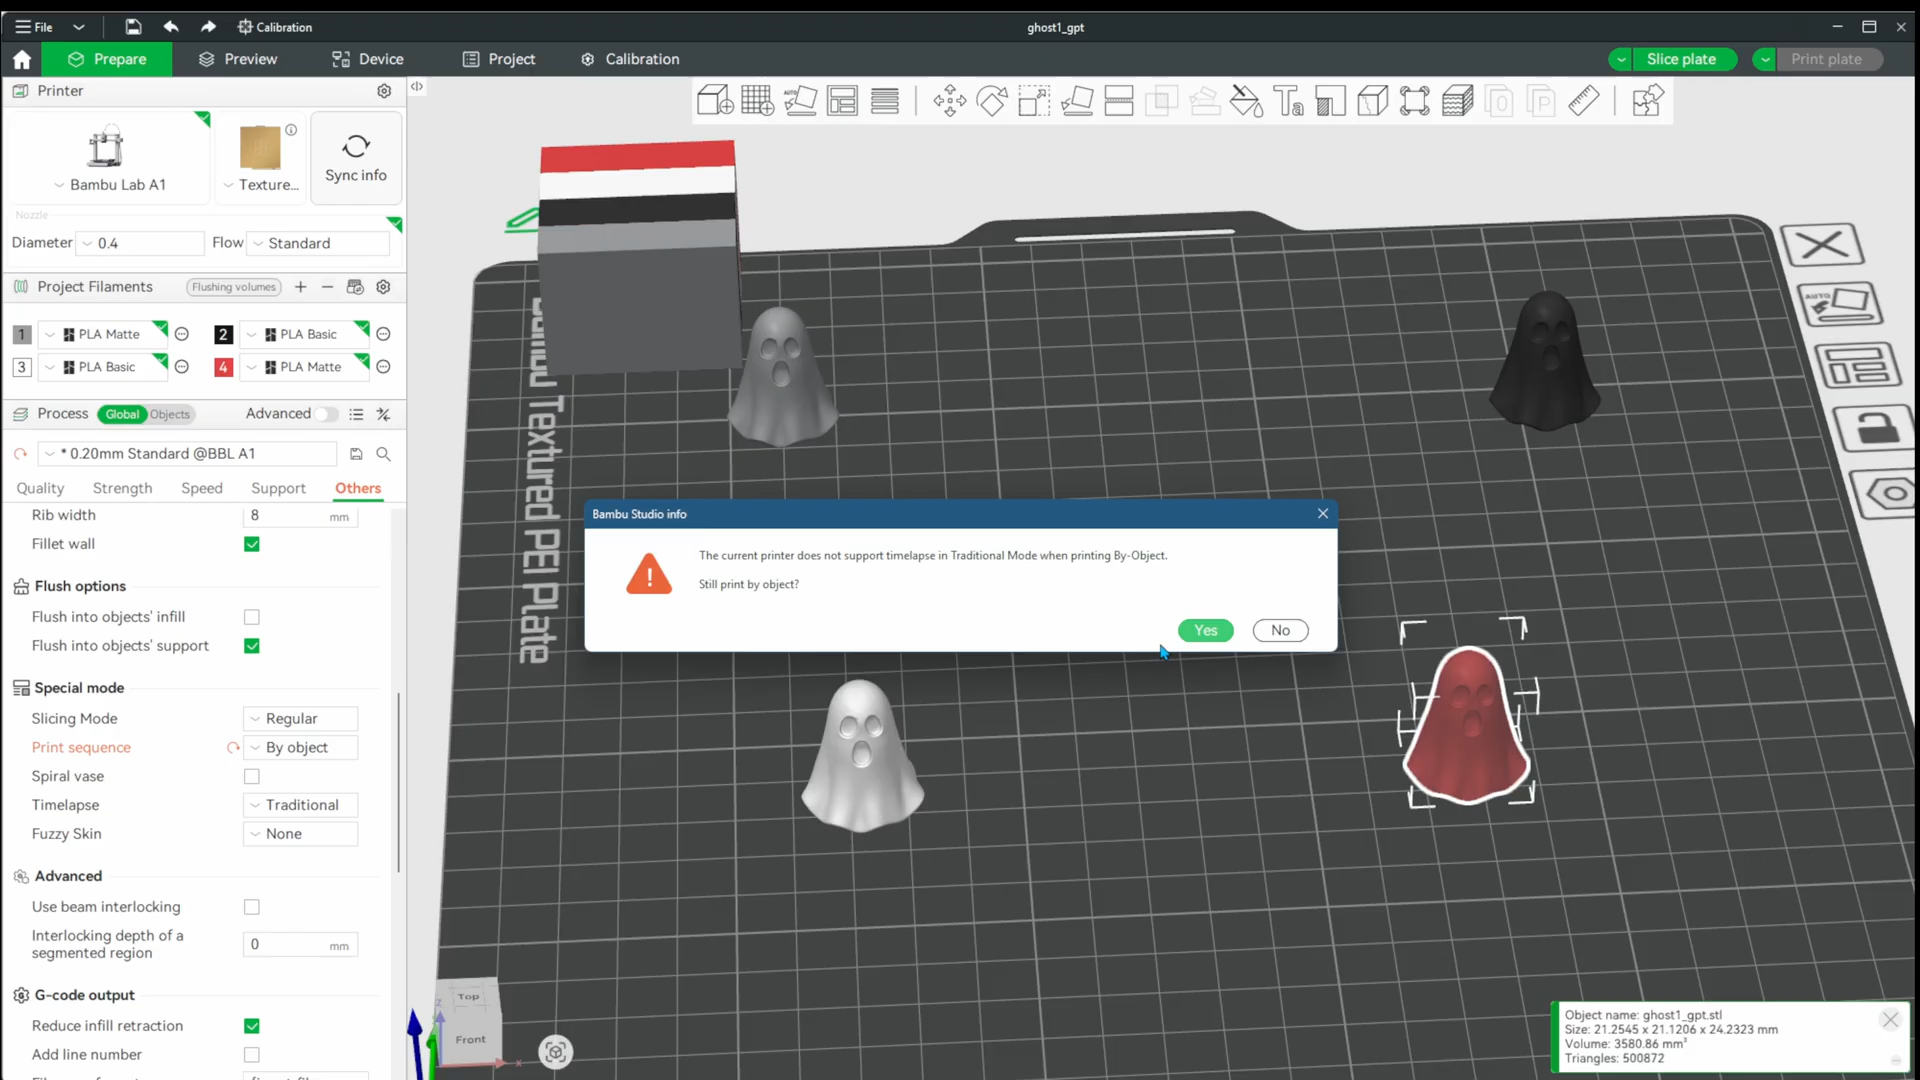 File
Calibration
ghost1_gpt
Prepare
Preview
Device
Project
Calibration
Slice plate
Print plate
Printer
Bambu Lab A1
Texture...
Sync info
Nozzle
Diameter
0.4
Flow
Standard
Project Filaments
Flushing volumes
1
PLA Matte
2
PLA Basic
3
PLA Basic
4
PLA Matte
Process
Global
Objects
Advanced
* 0.20mm Standard @BBL A1
Quality
Strength
Speed
Support
Others
Rib width
8
mm
Fillet wall
Flush options
Flush into objects' infill
Flush into objects' support
Special mode
Slicing Mode
Regular
Print sequence
By object
Spiral vase
Timelapse
Traditional
Fuzzy Skin
None
Advanced
Use beam interlocking
Interlocking depth of a
segmented region
0
mm
G-code output
Reduce infill retraction
Add line number
AUTO
Textured PEI Plate
AUTO
Bambu Studio info
The current printer does not support timelapse in Traditional Mode when printing By-Object.
Still print by object?
Yes
No
Top
Front
Object name: ghost1_gpt.stl
Size: 21.2545 x 21.1206 x 24.2323 mm
Volume: 3580.86 mm³
Triangles: 500872